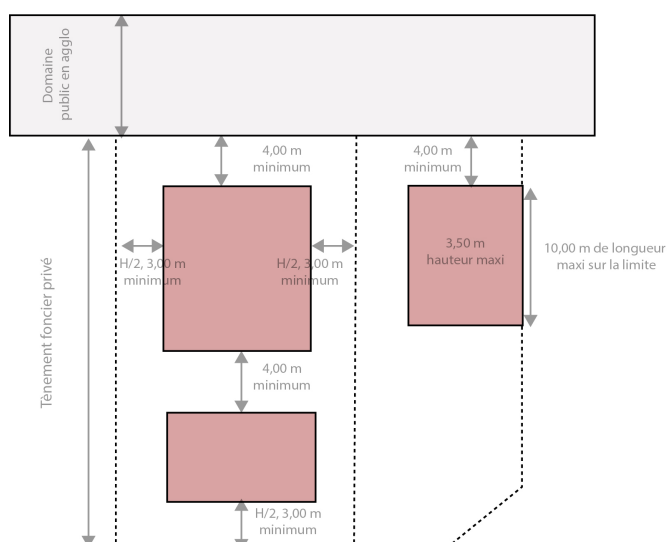 Domaine
public en agglo
4,00 m
minimum
4,00 m
minimum
H/2, 3,00 m
minimum
H/2, 3,00 m
minimum
3,50 m
hauteur maxi
10,00 m de longueur
maxi sur la limite
Tènement foncier privé
4,00 m
minimum
H/2, 3,00 m
minimum